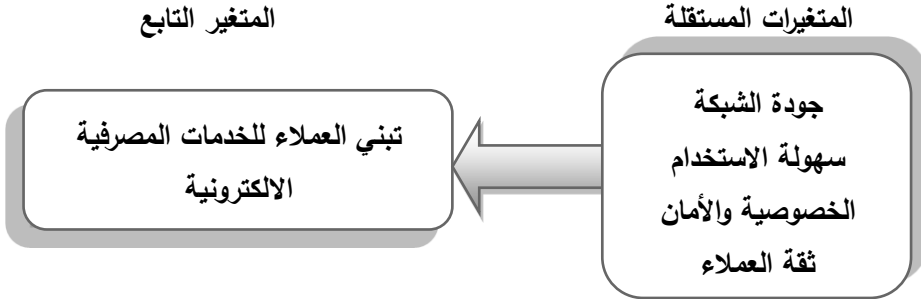 المتغيرات المستقلة
المتغير التابع
جودة الشبكة
سهولة الاستخدام
الخصوصية والأمان
ثقة العملاء
تبني العملاء للخدمات المصرفية
الالكترونية